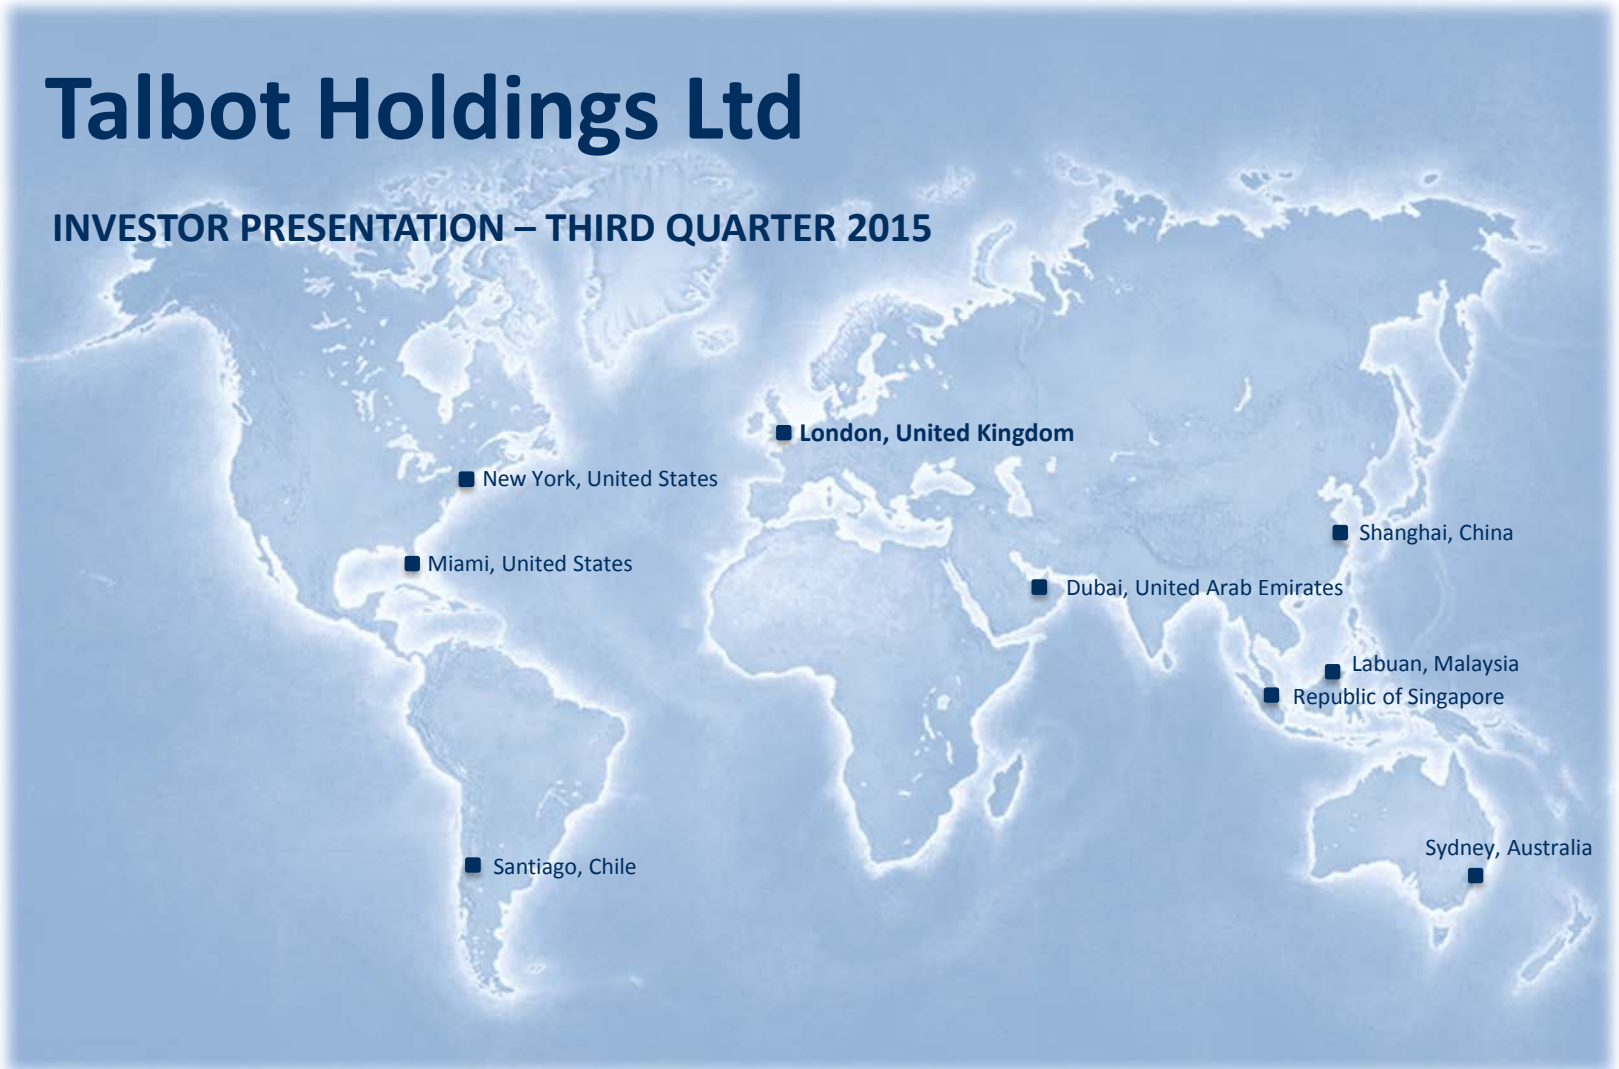 Talbot Holdings Ltd
INVESTOR PRESENTATION – THIRD QUARTER 2015
London, United Kingdom
New York, United States
Shanghai, China
Miami, United States
Dubai, United Arab Emirates
Labuan, Malaysia
Republic of Singapore
Sydney, Australia
Santiago, Chile